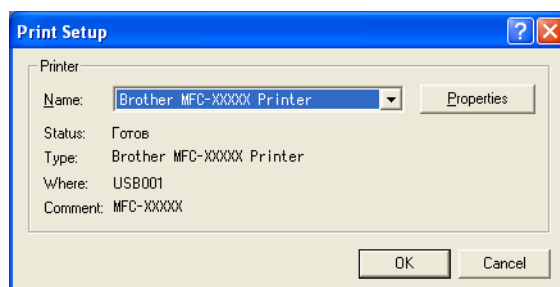 Print Setup
Printer
Name: Brother MFC-XXXXX Printer Properties
Status: Готов
Type: Brother MFC-XXXXX Printer
Where: USB001
Comment: MFC-XXXXX
OK Cancel